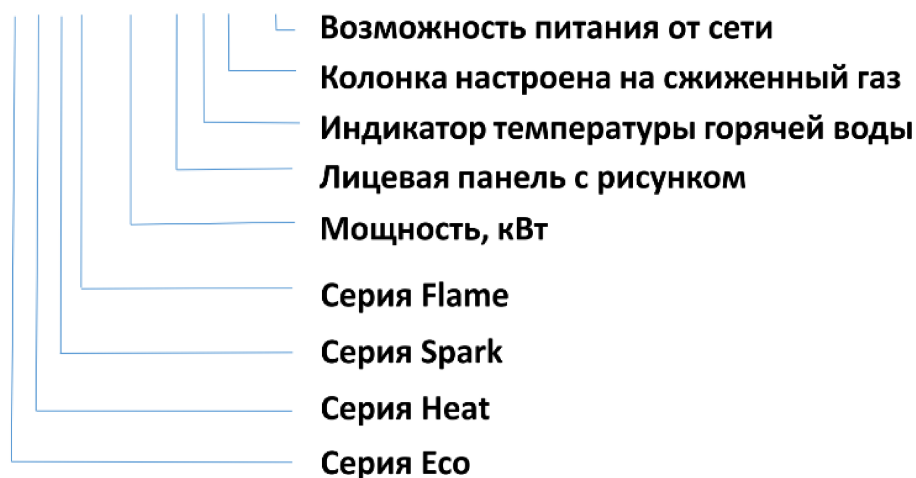 Возможность питания от сети
Колонка настроена на сжиженный газ
Индикатор температуры горячей воды
Лицевая панель с рисунком
Мощность, кВт
Серия Flame
Серия Spark
Серия Heat
Серия Eco